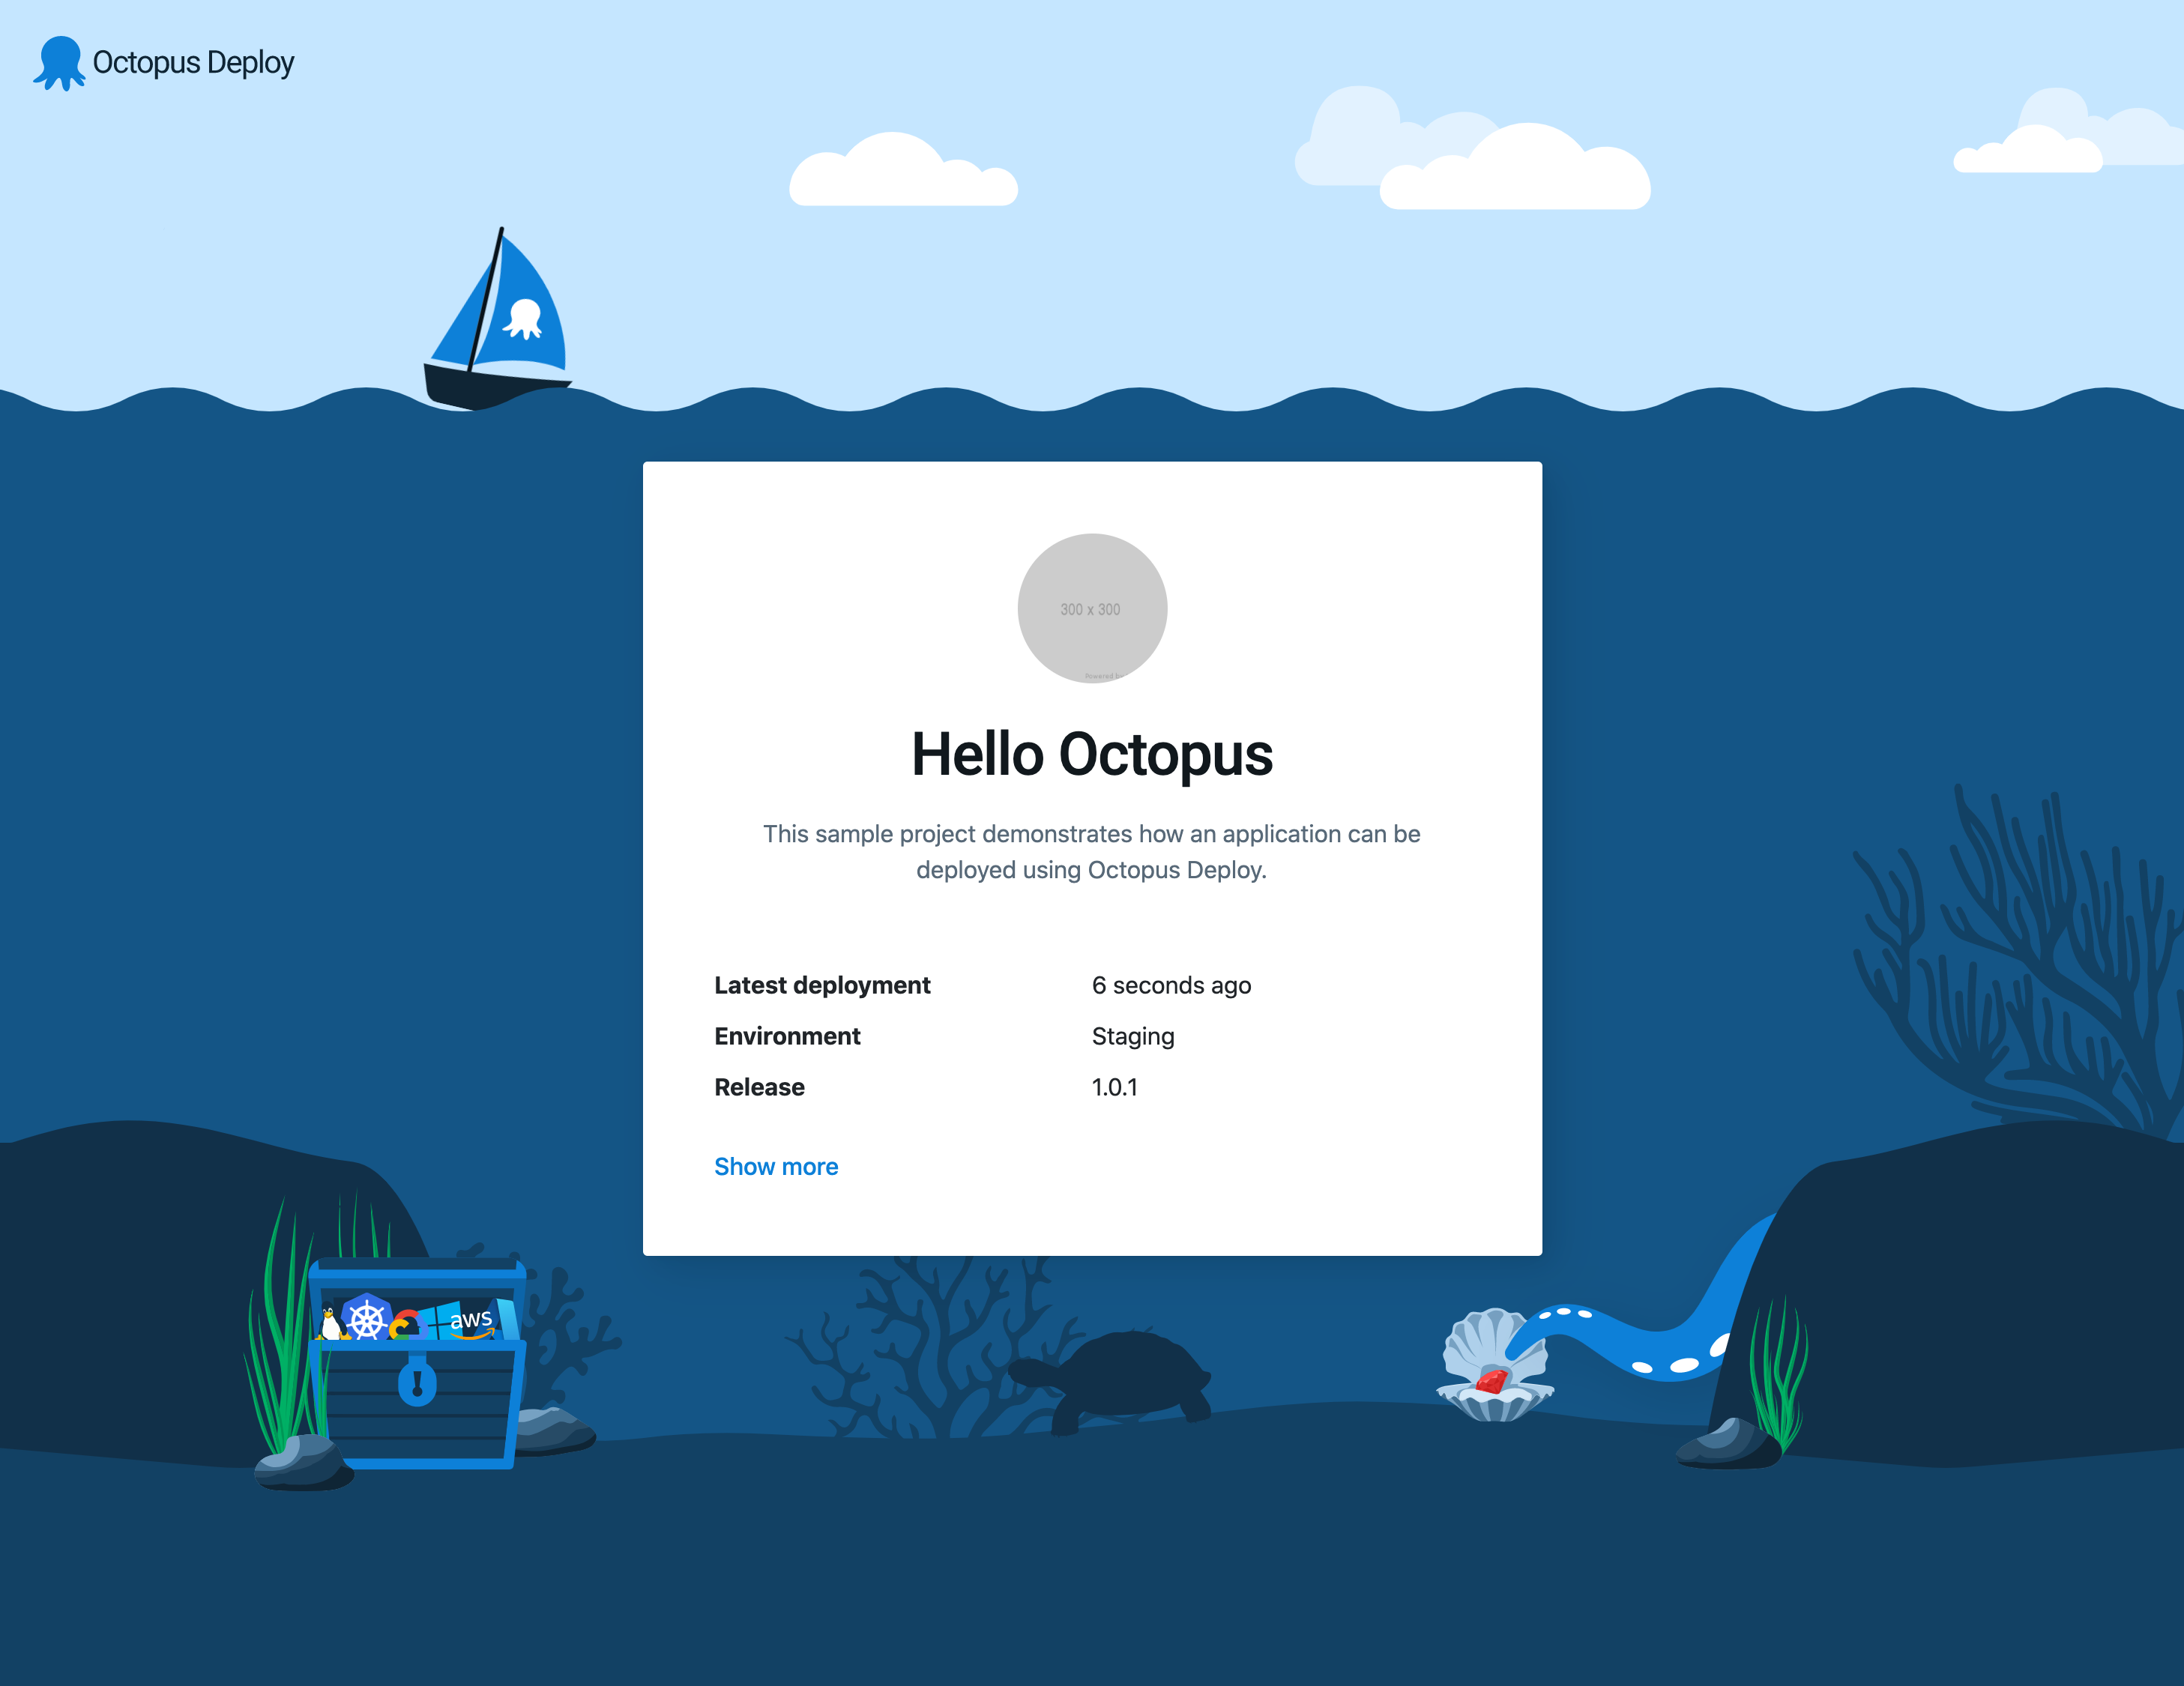 Octopus Deploy
300 x 300
Powered by
Hello Octopus
This sample project demonstrates how an application can be
deployed using Octopus Deploy.
Latest deployment 6 seconds ago
Environment Staging
Release 1.0.1
Show more
aws